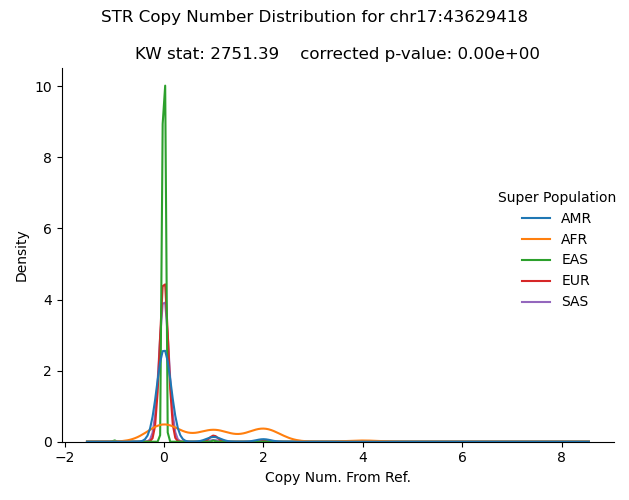 STR Copy Number Distribution for chr17:43629418
KW stat: 2751.39    corrected p-value: 0.00e+00
10
8
6
4
2
0
Density
−2
0
2
4
6
8
Copy Num. From Ref.
Super Population
AMR
AFR
EAS
EUR
SAS